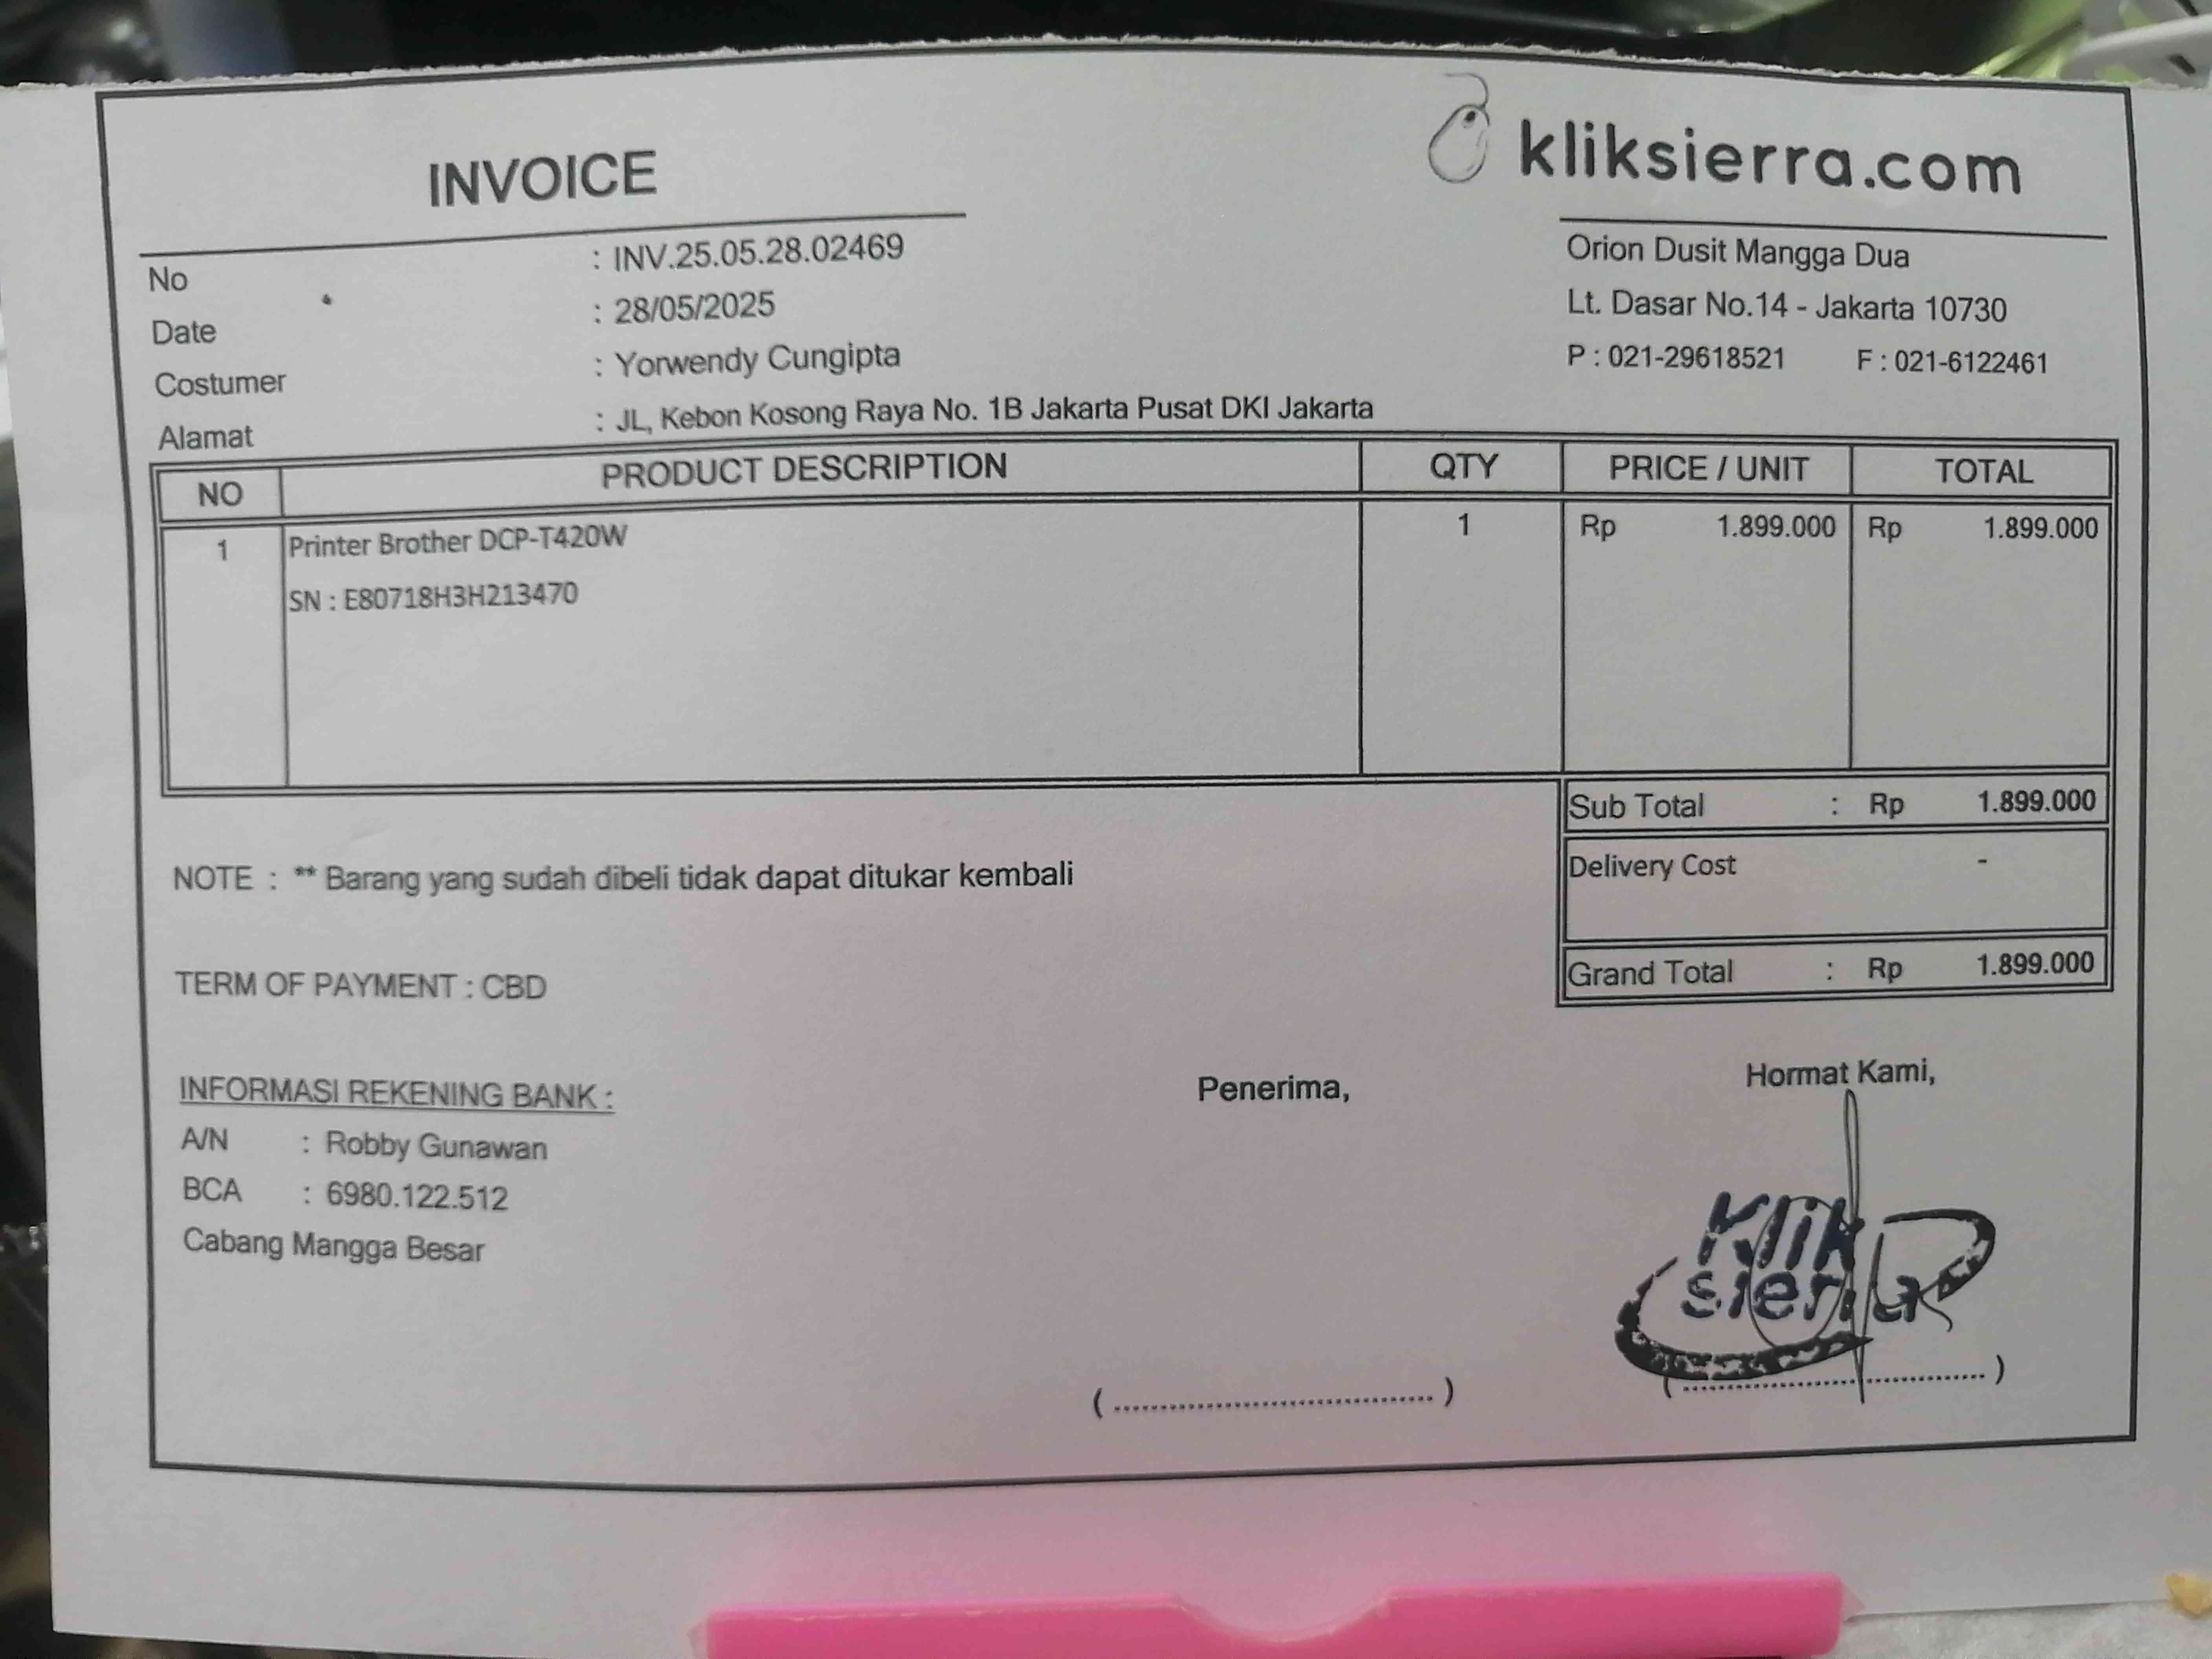 INVOICE
kliksierra.com
No : INV.25.05.28.02469
Date : 28/05/2025
Costumer : Yorwendy Cungipta
Alamat : JL, Kebon Kosong Raya No. 1B Jakarta Pusat DKI Jakarta
Orion Dusit Mangga Dua
Lt. Dasar No.14 - Jakarta 10730
P : 021-29618521 F : 021-6122461
NO PRODUCT DESCRIPTION QTY PRICE / UNIT TOTAL
1 Printer Brother DCP-T420W 1 Rp 1.899.000 Rp 1.899.000
SN : E80718H3H213470
Sub Total : Rp 1.899.000
Delivery Cost -
Grand Total : Rp 1.899.000
NOTE : ** Barang yang sudah dibeli tidak dapat ditukar kembali
TERM OF PAYMENT : CBD
INFORMASI REKENING BANK :
A/N : Robby Gunawan
BCA : 6980.122.512
Cabang Mangga Besar
Penerima,
(................................)
Hormat Kami,
Klik
sierra
(................................)